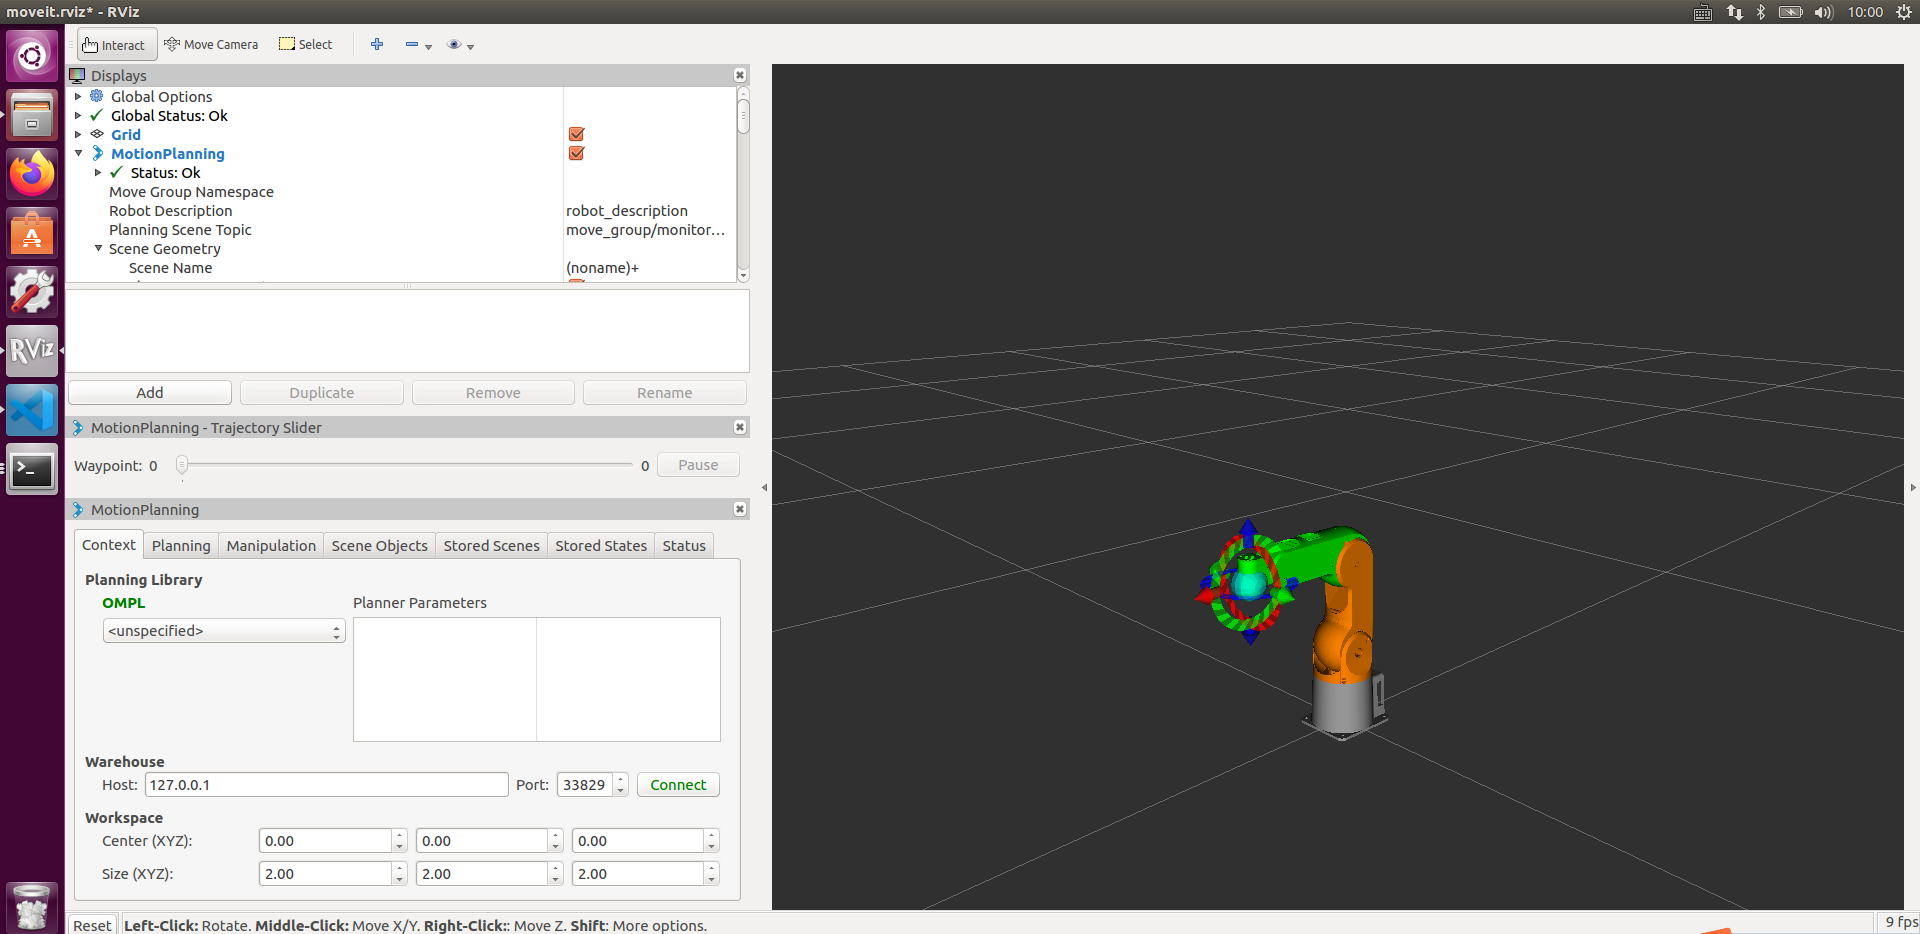 moveit.rviz* - RViz
10:00
Interact
Move Camera
Select
Displays
Global Options
Global Status: Ok
Grid
MotionPlanning
Status: Ok
Move Group Namespace
Robot Description robot_description
Planning Scene Topic move_group/monitor...
Scene Geometry
Scene Name (noname)+
RViz
Add
Duplicate
Remove
Rename
MotionPlanning - Trajectory Slider
Waypoint: 0
0
Pause
MotionPlanning
Context
Planning
Manipulation
Scene Objects
Stored Scenes
Stored States
Status
Planning Library
OMPL
Planner Parameters
<unspecified>
Warehouse
Host: 127.0.0.1 Port: 33829 Connect
Workspace
Center (XYZ): 0.00 0.00 0.00
Size (XYZ): 2.00 2.00 2.00
Reset
Left-Click: Rotate. Middle-Click: Move X/Y. Right-Click:: Move Z. Shift: More options.
9 fps